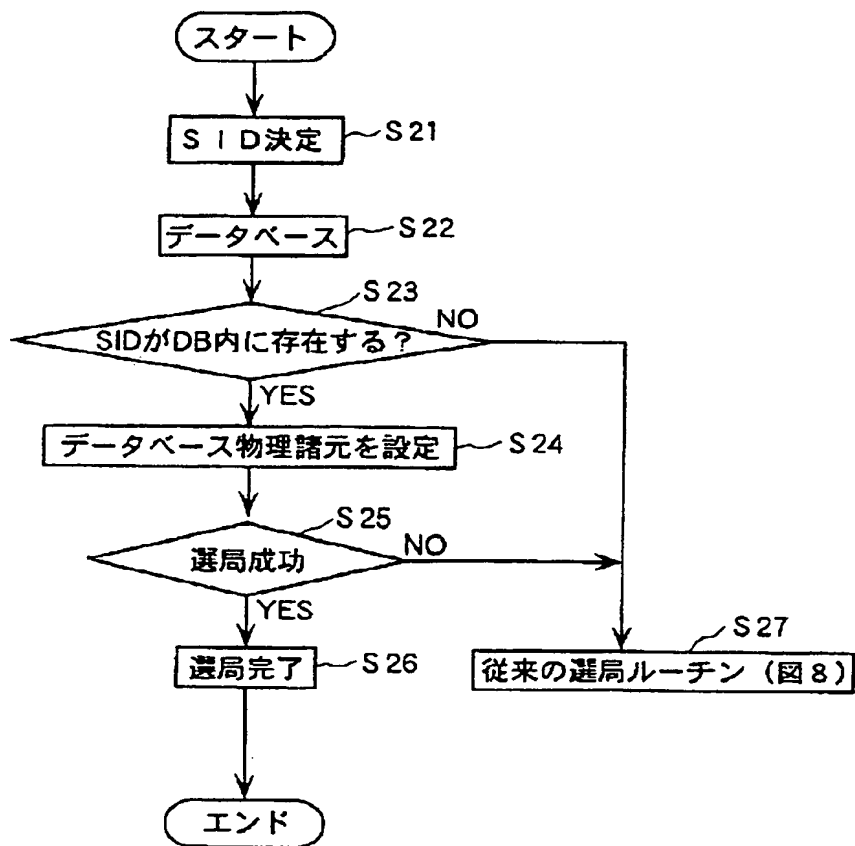 スタート
SID決定
S21
データベース
S22
S23
SIDがDB内に存在する?
NO
YES
データベース物理諸元を設定
S24
S25
選局成功
NO
YES
選局完了
S26
S27
従来の選局ルーチン(図8)
エンド